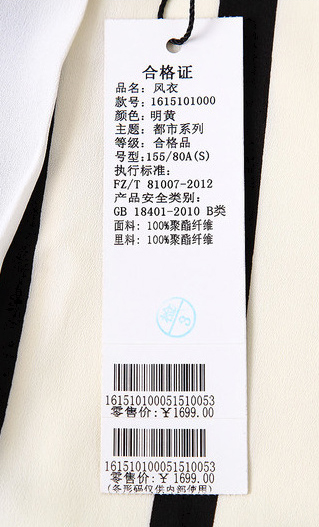 合格证
品名: 风衣
款号: 1615101000
颜色: 明黄
主题: 都市系列
等级: 合格品
号型:155/80A(S)
执行标准:
FZ/T 81007-2012
产品安全类别:
GB 18401-2010 B类
面料: 100%聚酯纤维
里料: 100%聚酯纤维
161510100051510053
零售价:￥1699.00
161510100051510053
零售价:￥1699.00
(条形码仅供内部使用)